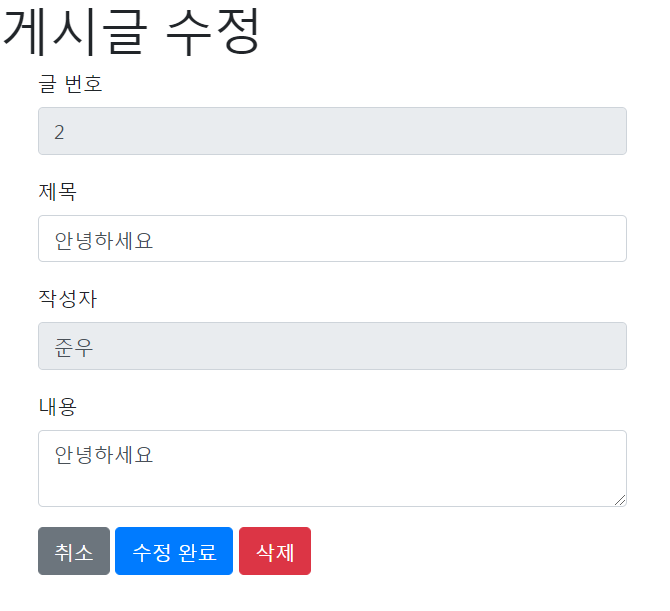 게시글 수정
글 번호
2
제목
안녕하세요
작성자
준우
내용
안녕하세요
취소 수정 완료 삭제